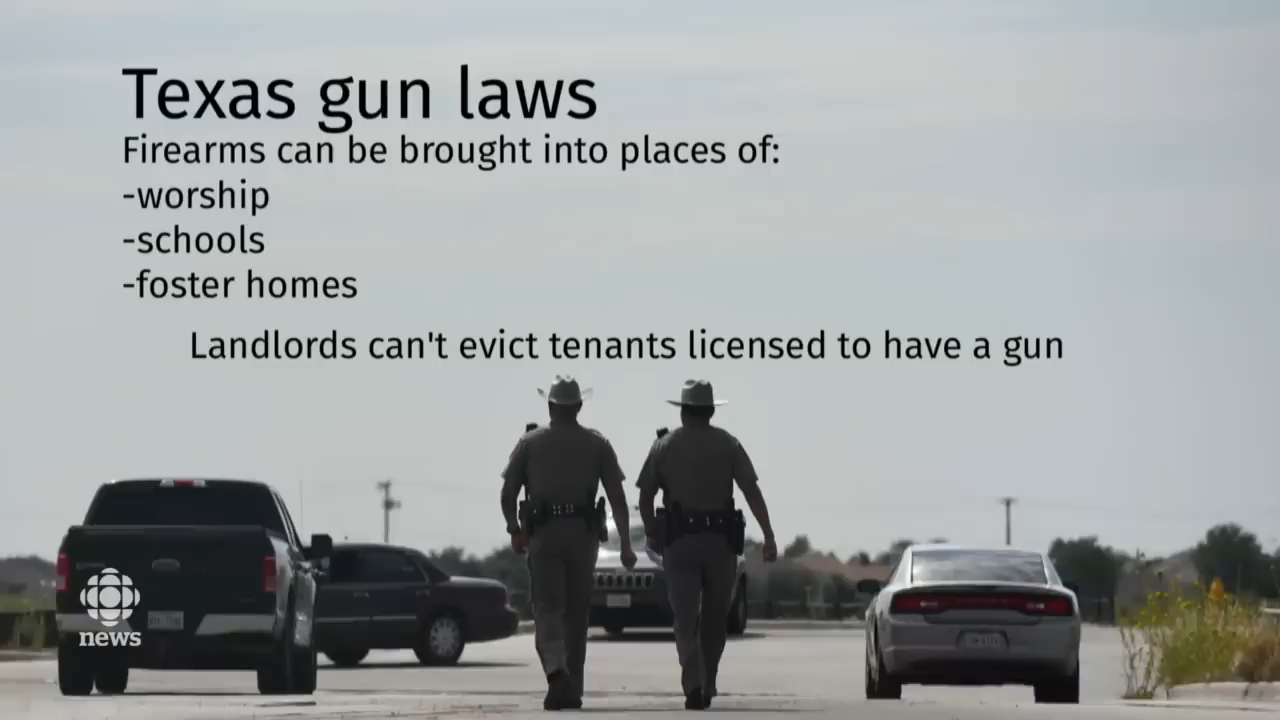 Texas gun laws
Firearms can be brought into places of:
-worship
-schools
-foster homes
Landlords can't evict tenants licensed to have a gun
news